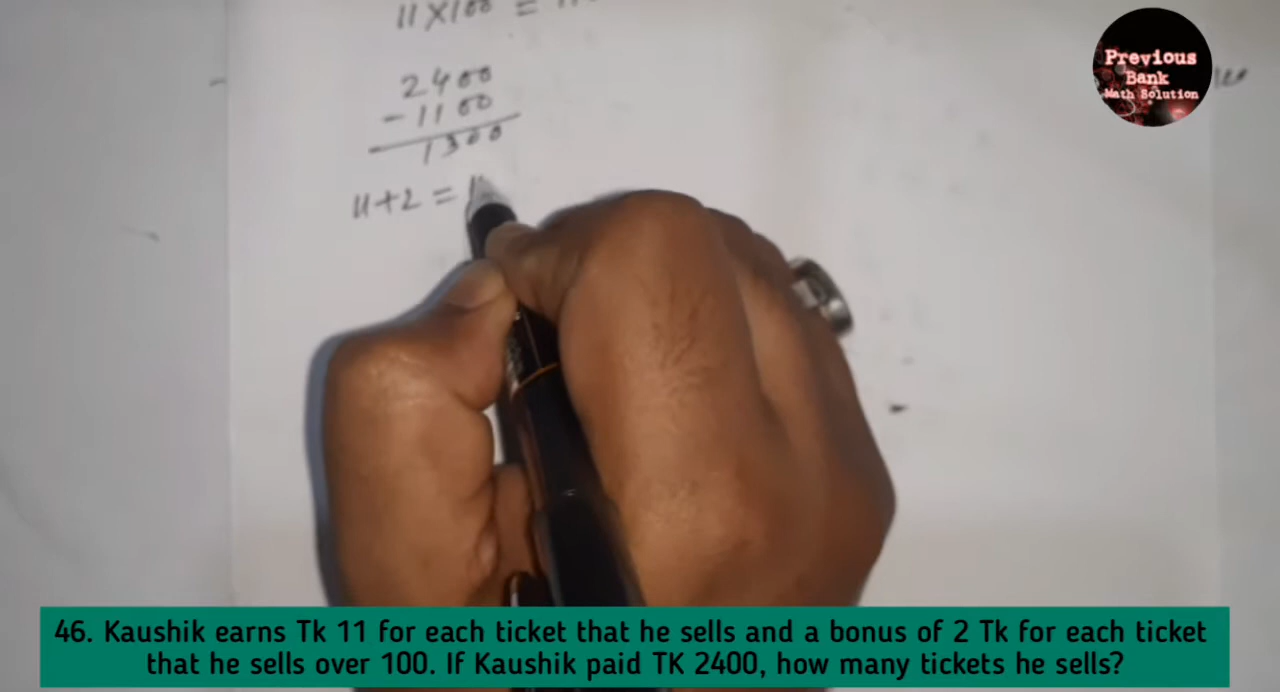 11 × 100 =
2400
- 1100
1300
11 + 2 =
Previous
Bank
Math Solution
46. Kaushik earns Tk 11 for each ticket that he sells and a bonus of 2 Tk for each ticket
that he sells over 100. If Kaushik paid TK 2400, how many tickets he sells?